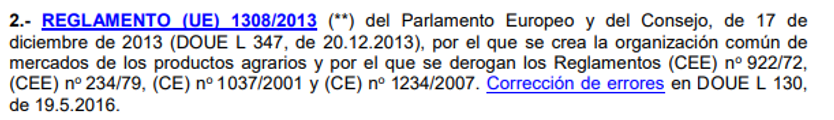 2.- REGLAMENTO (UE) 1308/2013 (**) del Parlamento Europeo y del Consejo, de 17 de
diciembre de 2013 (DOUE L 347, de 20.12.2013), por el que se crea la organización común de
mercados de los productos agrarios y por el que se derogan los Reglamentos (CEE) nº 922/72,
(CEE) nº 234/79, (CE) nº 1037/2001 y (CE) nº 1234/2007. Corrección de errores en DOUE L 130,
de 19.5.2016.